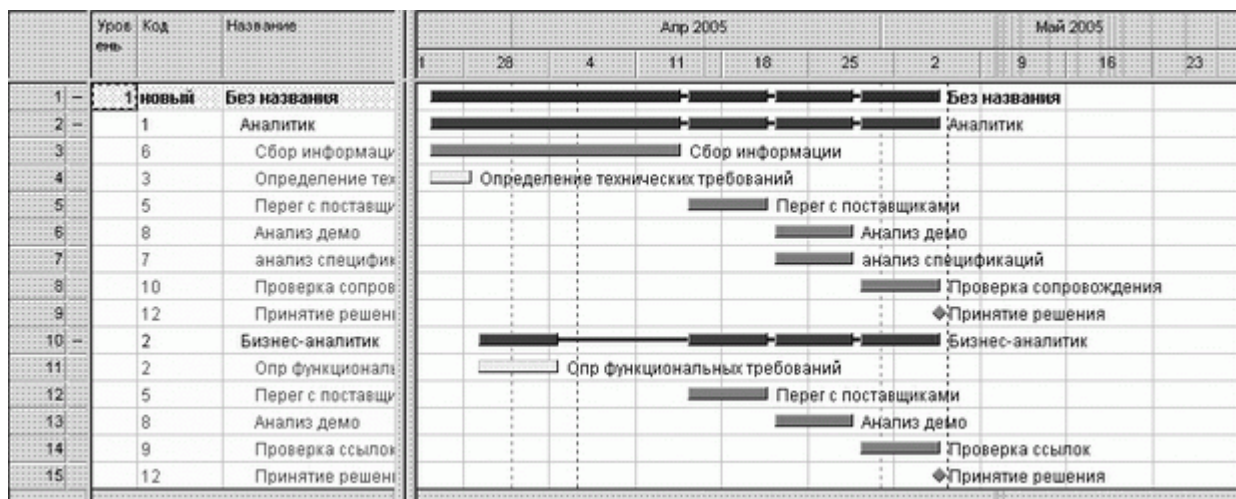 Уров Код Название Апр 2005 Май 2005
ень
1 28 4 11 18 25 2 9 16 23
1 – 1 новый Без названия Без названия
2 – 1 Аналитик Аналитик
3 6 Сбор информаци Сбор информации
4 3 Определение тех Определение технических требований
5 5 Перег с поставщи Перег с поставщиками
6 8 Анализ демо Анализ демо
7 7 анализ специфик анализ спецификаций
8 10 Проверка сопров Проверка сопровождения
9 12 Принятие решени Принятие решения
10 – 2 Бизнес-аналитик Бизнес-аналитик
11 2 Опр функциональ Опр функциональных требований
12 5 Перег с поставщи Перег с поставщиками
13 8 Анализ демо Анализ демо
14 9 Проверка ссылок Проверка ссылок
15 12 Принятие решени Принятие решения